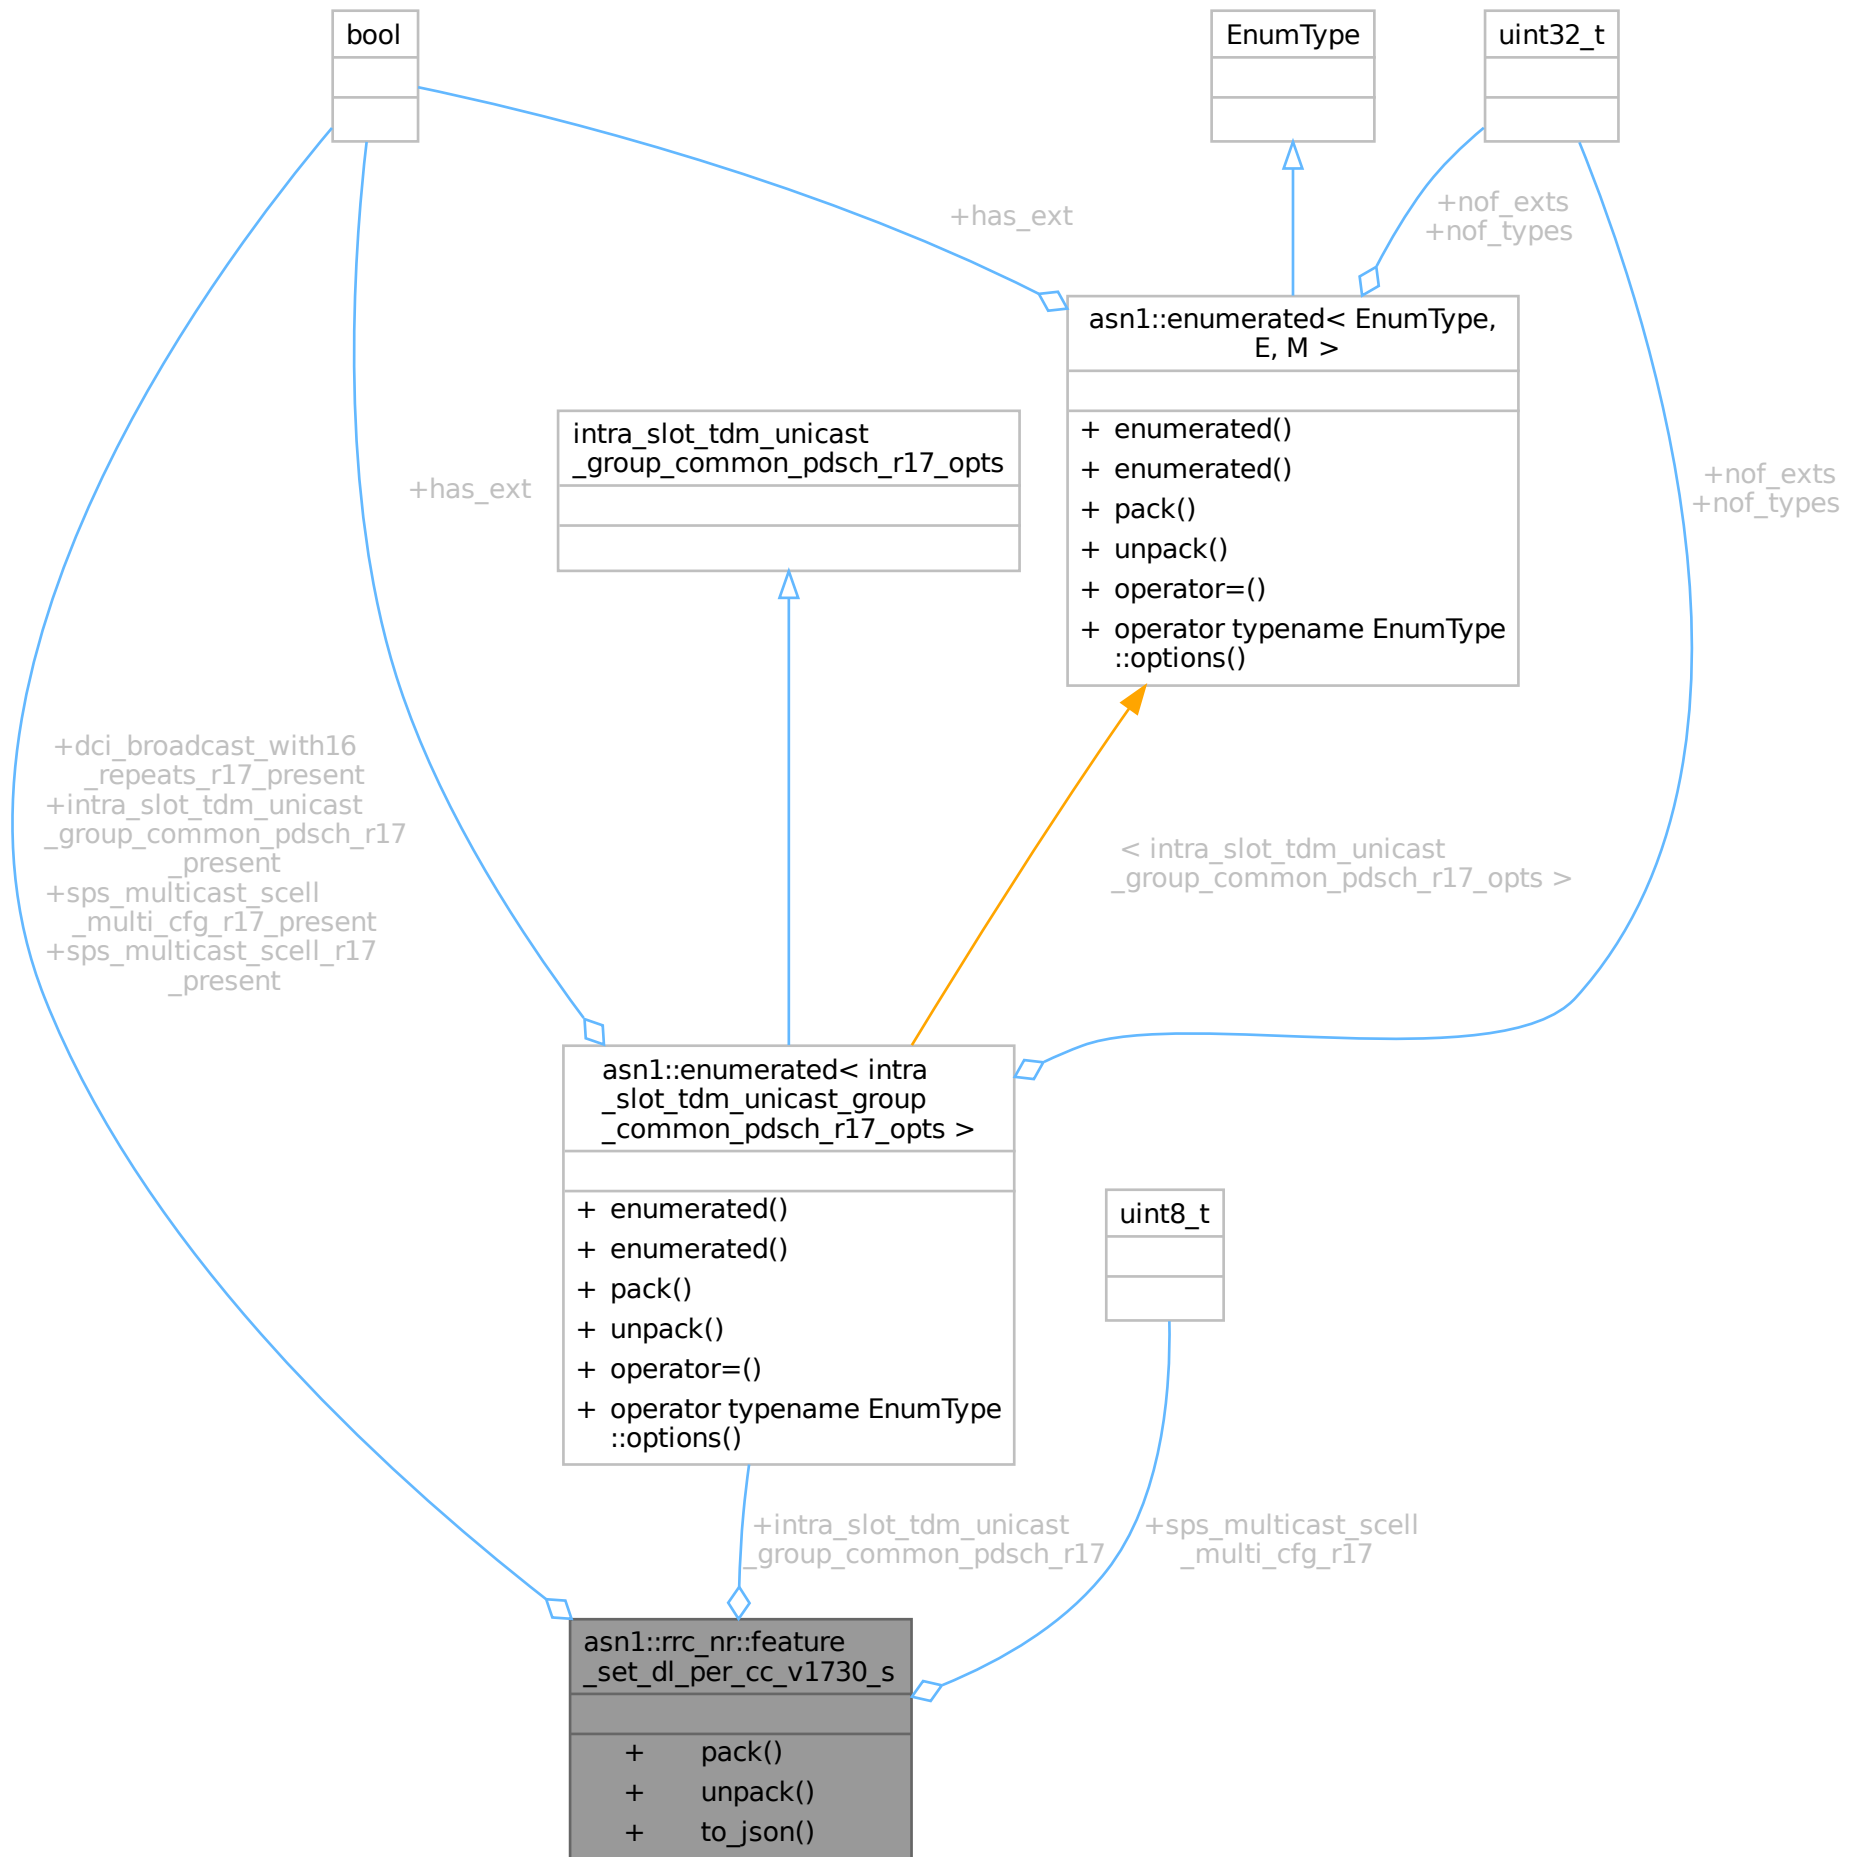 bool
EnumType
uint32_t
+has_ext
+nof_exts
+nof_types
asn1::enumerated< EnumType,
E, M >
+ enumerated()
+ enumerated()
+ pack()
+ unpack()
+ operator=()
+ operator typename EnumType
::options()
intra_slot_tdm_unicast
_group_common_pdsch_r17_opts
+has_ext
+nof_exts
+nof_types
+dci_broadcast_with16
_repeats_r17_present
+intra_slot_tdm_unicast
_group_common_pdsch_r17
_present
+sps_multicast_scell
_multi_cfg_r17_present
+sps_multicast_scell_r17
_present
< intra_slot_tdm_unicast
_group_common_pdsch_r17_opts >
asn1::enumerated< intra
_slot_tdm_unicast_group
_common_pdsch_r17_opts >
+ enumerated()
+ enumerated()
+ pack()
+ unpack()
+ operator=()
+ operator typename EnumType
::options()
uint8_t
+intra_slot_tdm_unicast
_group_common_pdsch_r17
+sps_multicast_scell
_multi_cfg_r17
asn1::rrc_nr::feature
_set_dl_per_cc_v1730_s
+ pack()
+ unpack()
+ to_json()